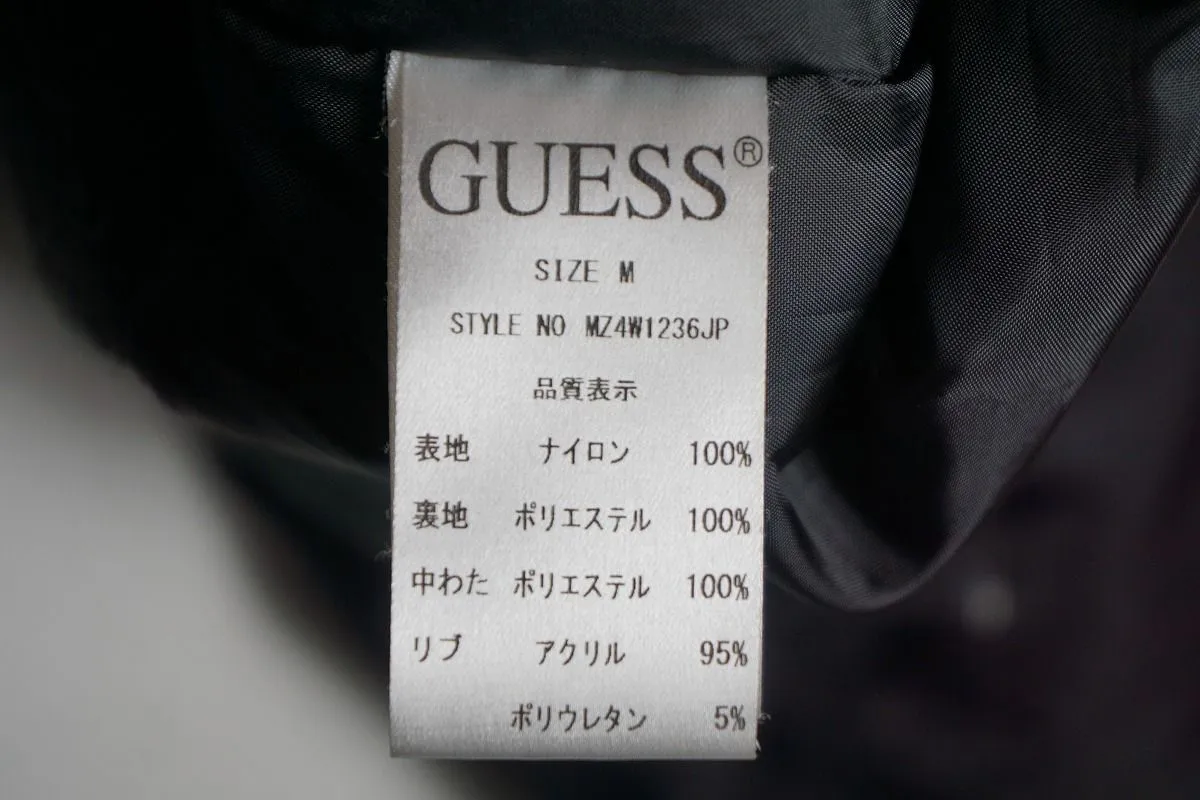 GUESS®
SIZE M
STYLE NO MZ4W1236JP
品質表示
表地 ナイロン 100%
裏地 ポリエステル 100%
中わた ポリエステル 100%
リブ アクリル 95%
ポリウレタン 5%